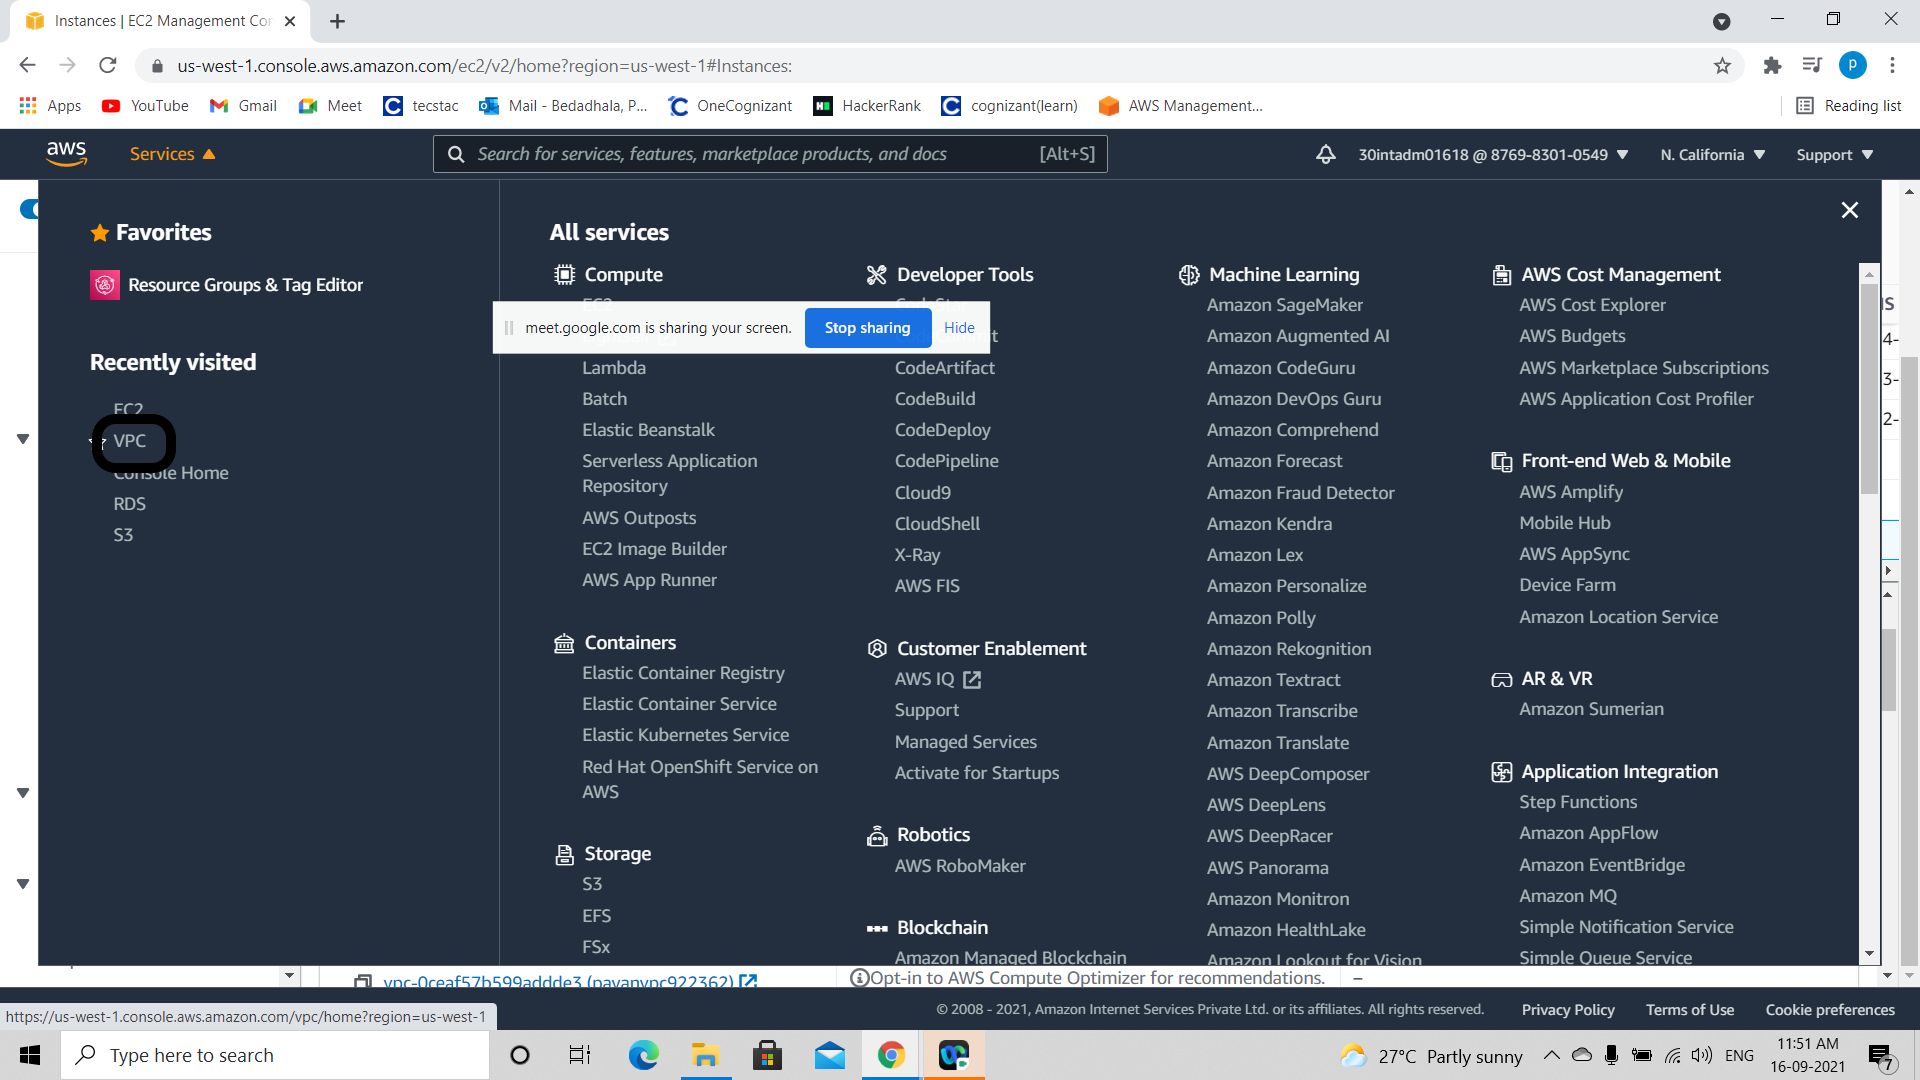 Instances | EC2 Management Con
us-west-1.console.aws.amazon.com/ec2/v2/home?region=us-west-1#Instances:
p
Apps
YouTube
Gmail
Meet
tecstac
Mail - Bedadhala, P...
OneCognizant
HackerRank
cognizant(learn)
AWS Management...
Reading list
aws
Services
Search for services, features, marketplace products, and docs
[Alt+S]
30intadm01618 @ 8769-8301-0549
N. California
Support
Favorites
Resource Groups & Tag Editor
Recently visited
EC2
VPC
Console Home
RDS
S3
All services
Compute
EC2
meet.google.com is sharing your screen.
Stop sharing
Hide
Lightsail
Lambda
Batch
Elastic Beanstalk
Serverless Application
Repository
AWS Outposts
EC2 Image Builder
AWS App Runner
Containers
Elastic Container Registry
Elastic Container Service
Elastic Kubernetes Service
Red Hat OpenShift Service on
AWS
Storage
S3
EFS
FSx
Developer Tools
CodeStar
CodeCommit
CodeArtifact
CodeBuild
CodeDeploy
CodePipeline
Cloud9
CloudShell
X-Ray
AWS FIS
Customer Enablement
AWS IQ
Support
Managed Services
Activate for Startups
Robotics
AWS RoboMaker
Blockchain
Amazon Managed Blockchain
Machine Learning
Amazon SageMaker
Amazon Augmented AI
Amazon CodeGuru
Amazon DevOps Guru
Amazon Comprehend
Amazon Forecast
Amazon Fraud Detector
Amazon Kendra
Amazon Lex
Amazon Personalize
Amazon Polly
Amazon Rekognition
Amazon Textract
Amazon Transcribe
Amazon Translate
AWS DeepComposer
AWS DeepLens
AWS DeepRacer
AWS Panorama
Amazon Monitron
Amazon HealthLake
Amazon Lookout for Vision
AWS Cost Management
AWS Cost Explorer
AWS Budgets
AWS Marketplace Subscriptions
AWS Application Cost Profiler
Front-end Web & Mobile
AWS Amplify
Mobile Hub
AWS AppSync
Device Farm
Amazon Location Service
AR & VR
Amazon Sumerian
Application Integration
Step Functions
Amazon AppFlow
Amazon EventBridge
Amazon MQ
Simple Notification Service
Simple Queue Service
4-
3-
2-
vpc-0ceaf57b599addde3 (pavanvpc922362)
Opt-in to AWS Compute Optimizer for recommendations.
–
© 2008 - 2021, Amazon Internet Services Private Ltd. or its affiliates. All rights reserved.
Privacy Policy
Terms of Use
Cookie preferences
https://us-west-1.console.aws.amazon.com/vpc/home?region=us-west-1
Type here to search
27°C Partly sunny
ENG
11:51 AM
16-09-2021
7